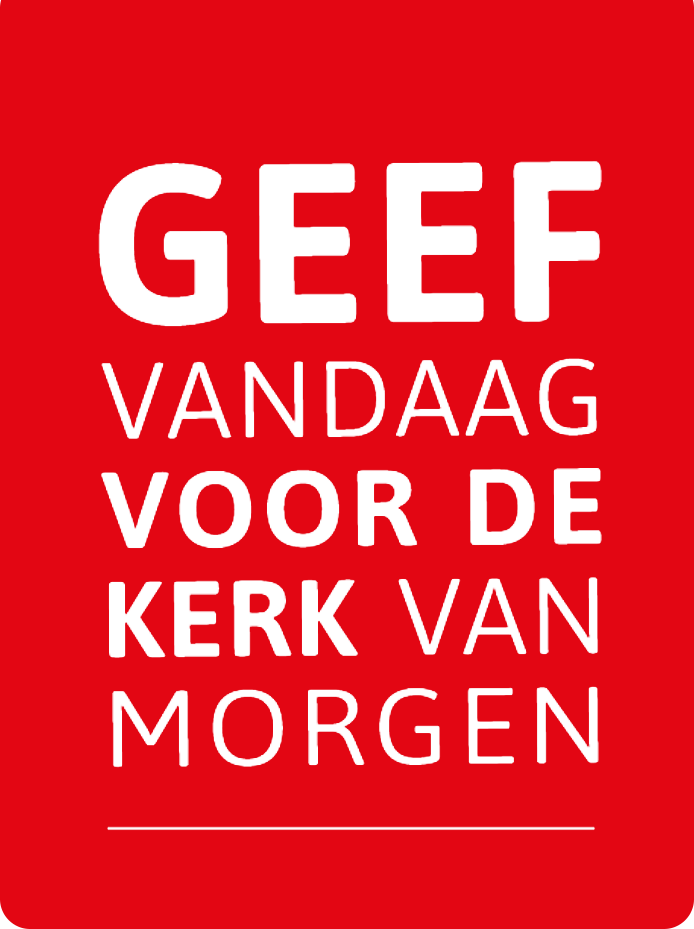 GEEF
VANDAAG
VOOR DE
KERK VAN
MORGEN